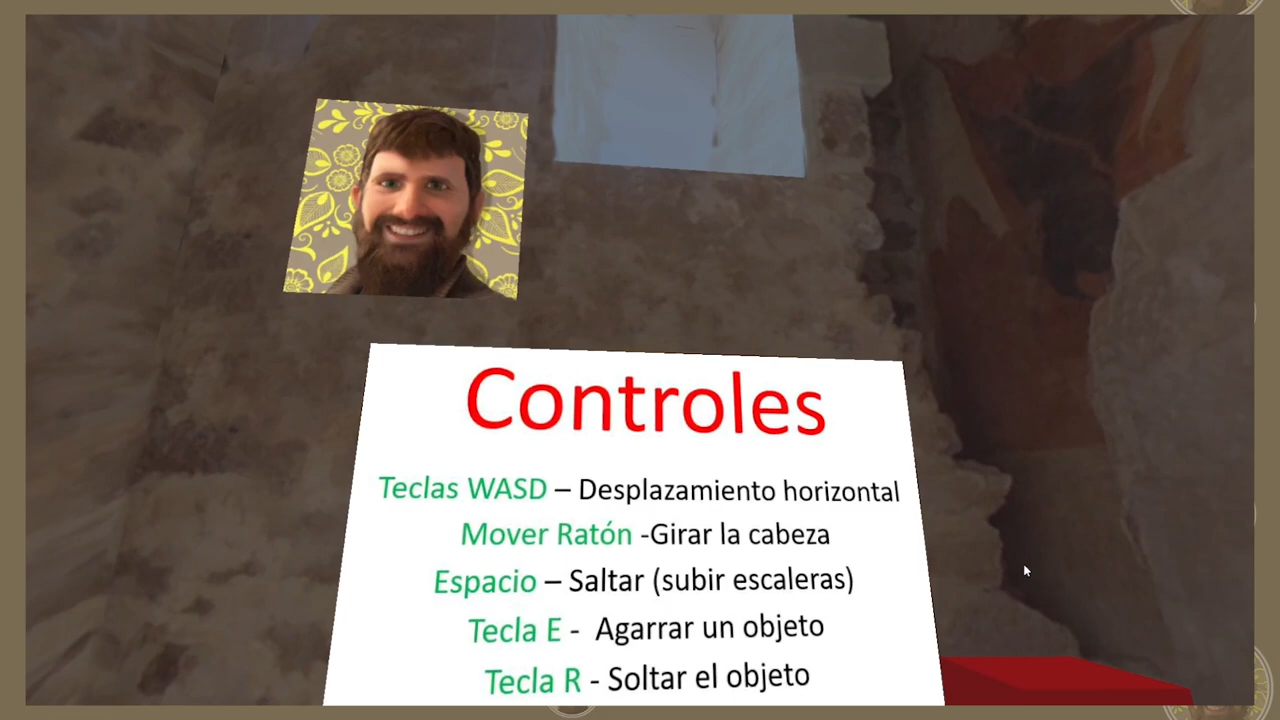 Controles
Teclas WASD – Desplazamiento horizontal
Mover Ratón -Girar la cabeza
Espacio – Saltar (subir escaleras)
Tecla E - Agarrar un objeto
Tecla R - Soltar el objeto